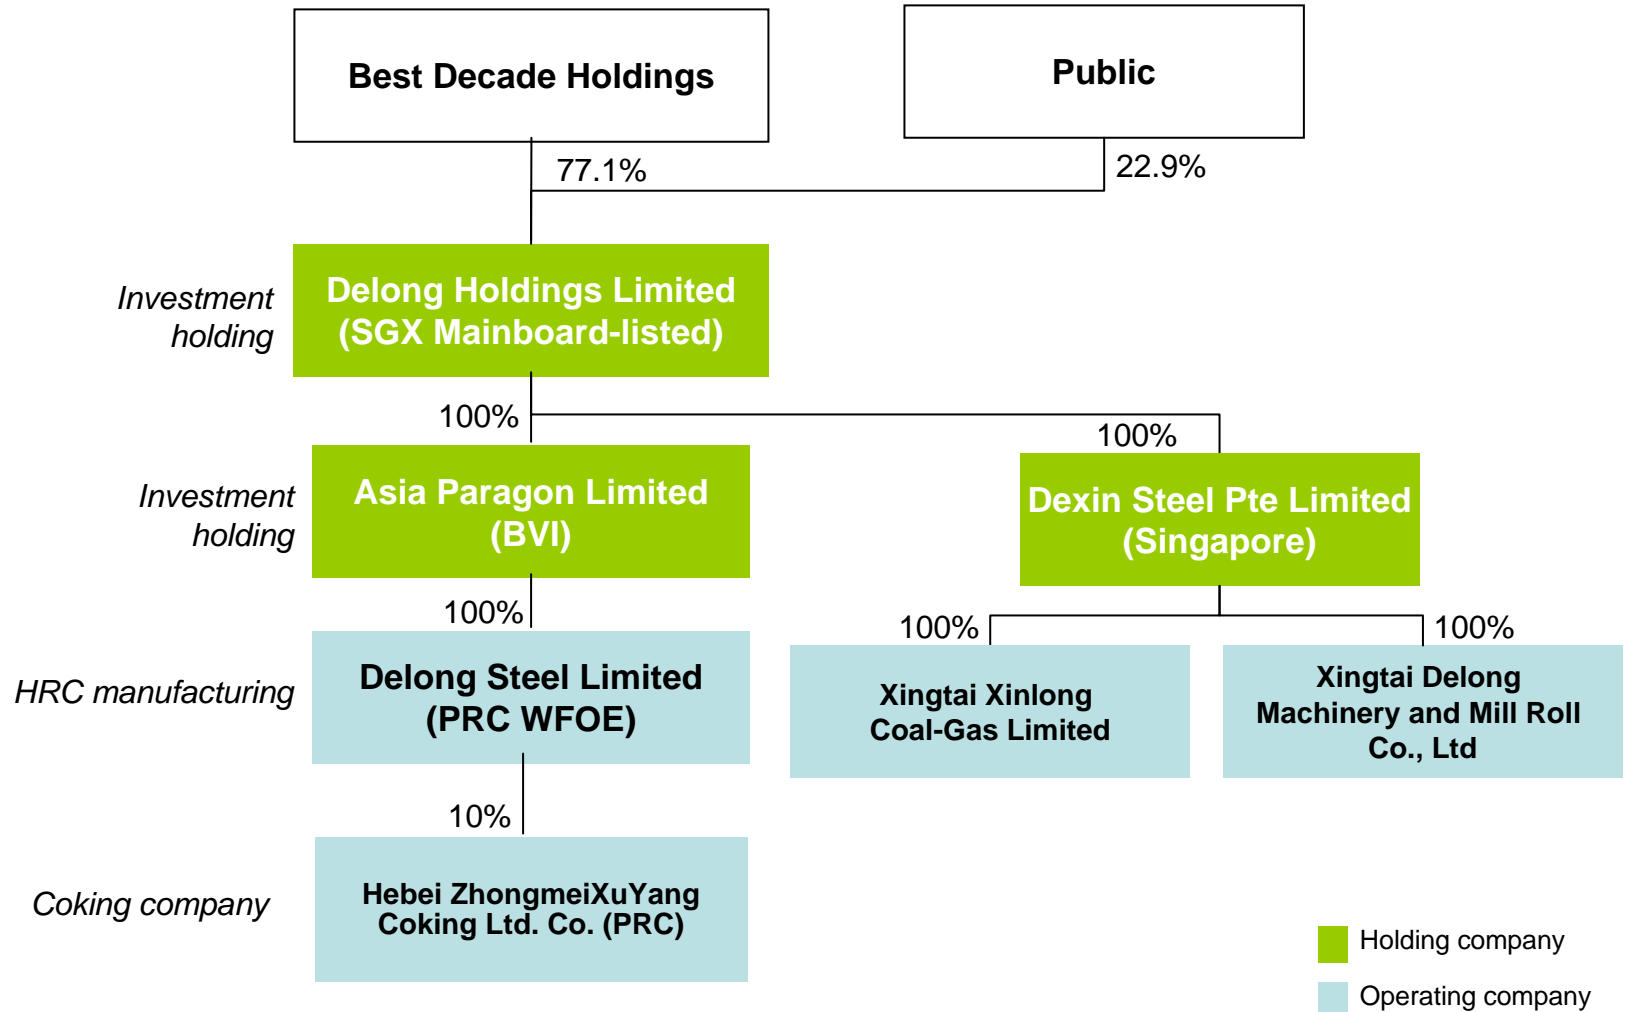 Best Decade Holdings
Public
77.1%
22.9%
Investment
holding
Delong Holdings Limited
(SGX Mainboard-listed)
100%
100%
Investment
holding
Asia Paragon Limited
(BVI)
Dexin Steel Pte Limited
(Singapore)
100%
100%
100%
HRC manufacturing
Delong Steel Limited
(PRC WFOE)
Xingtai Xinlong
Coal-Gas Limited
Xingtai Delong
Machinery and Mill Roll
Co., Ltd
10%
Coking company
Hebei ZhongmeiXuYang
Coking Ltd. Co. (PRC)
Holding company
Operating company